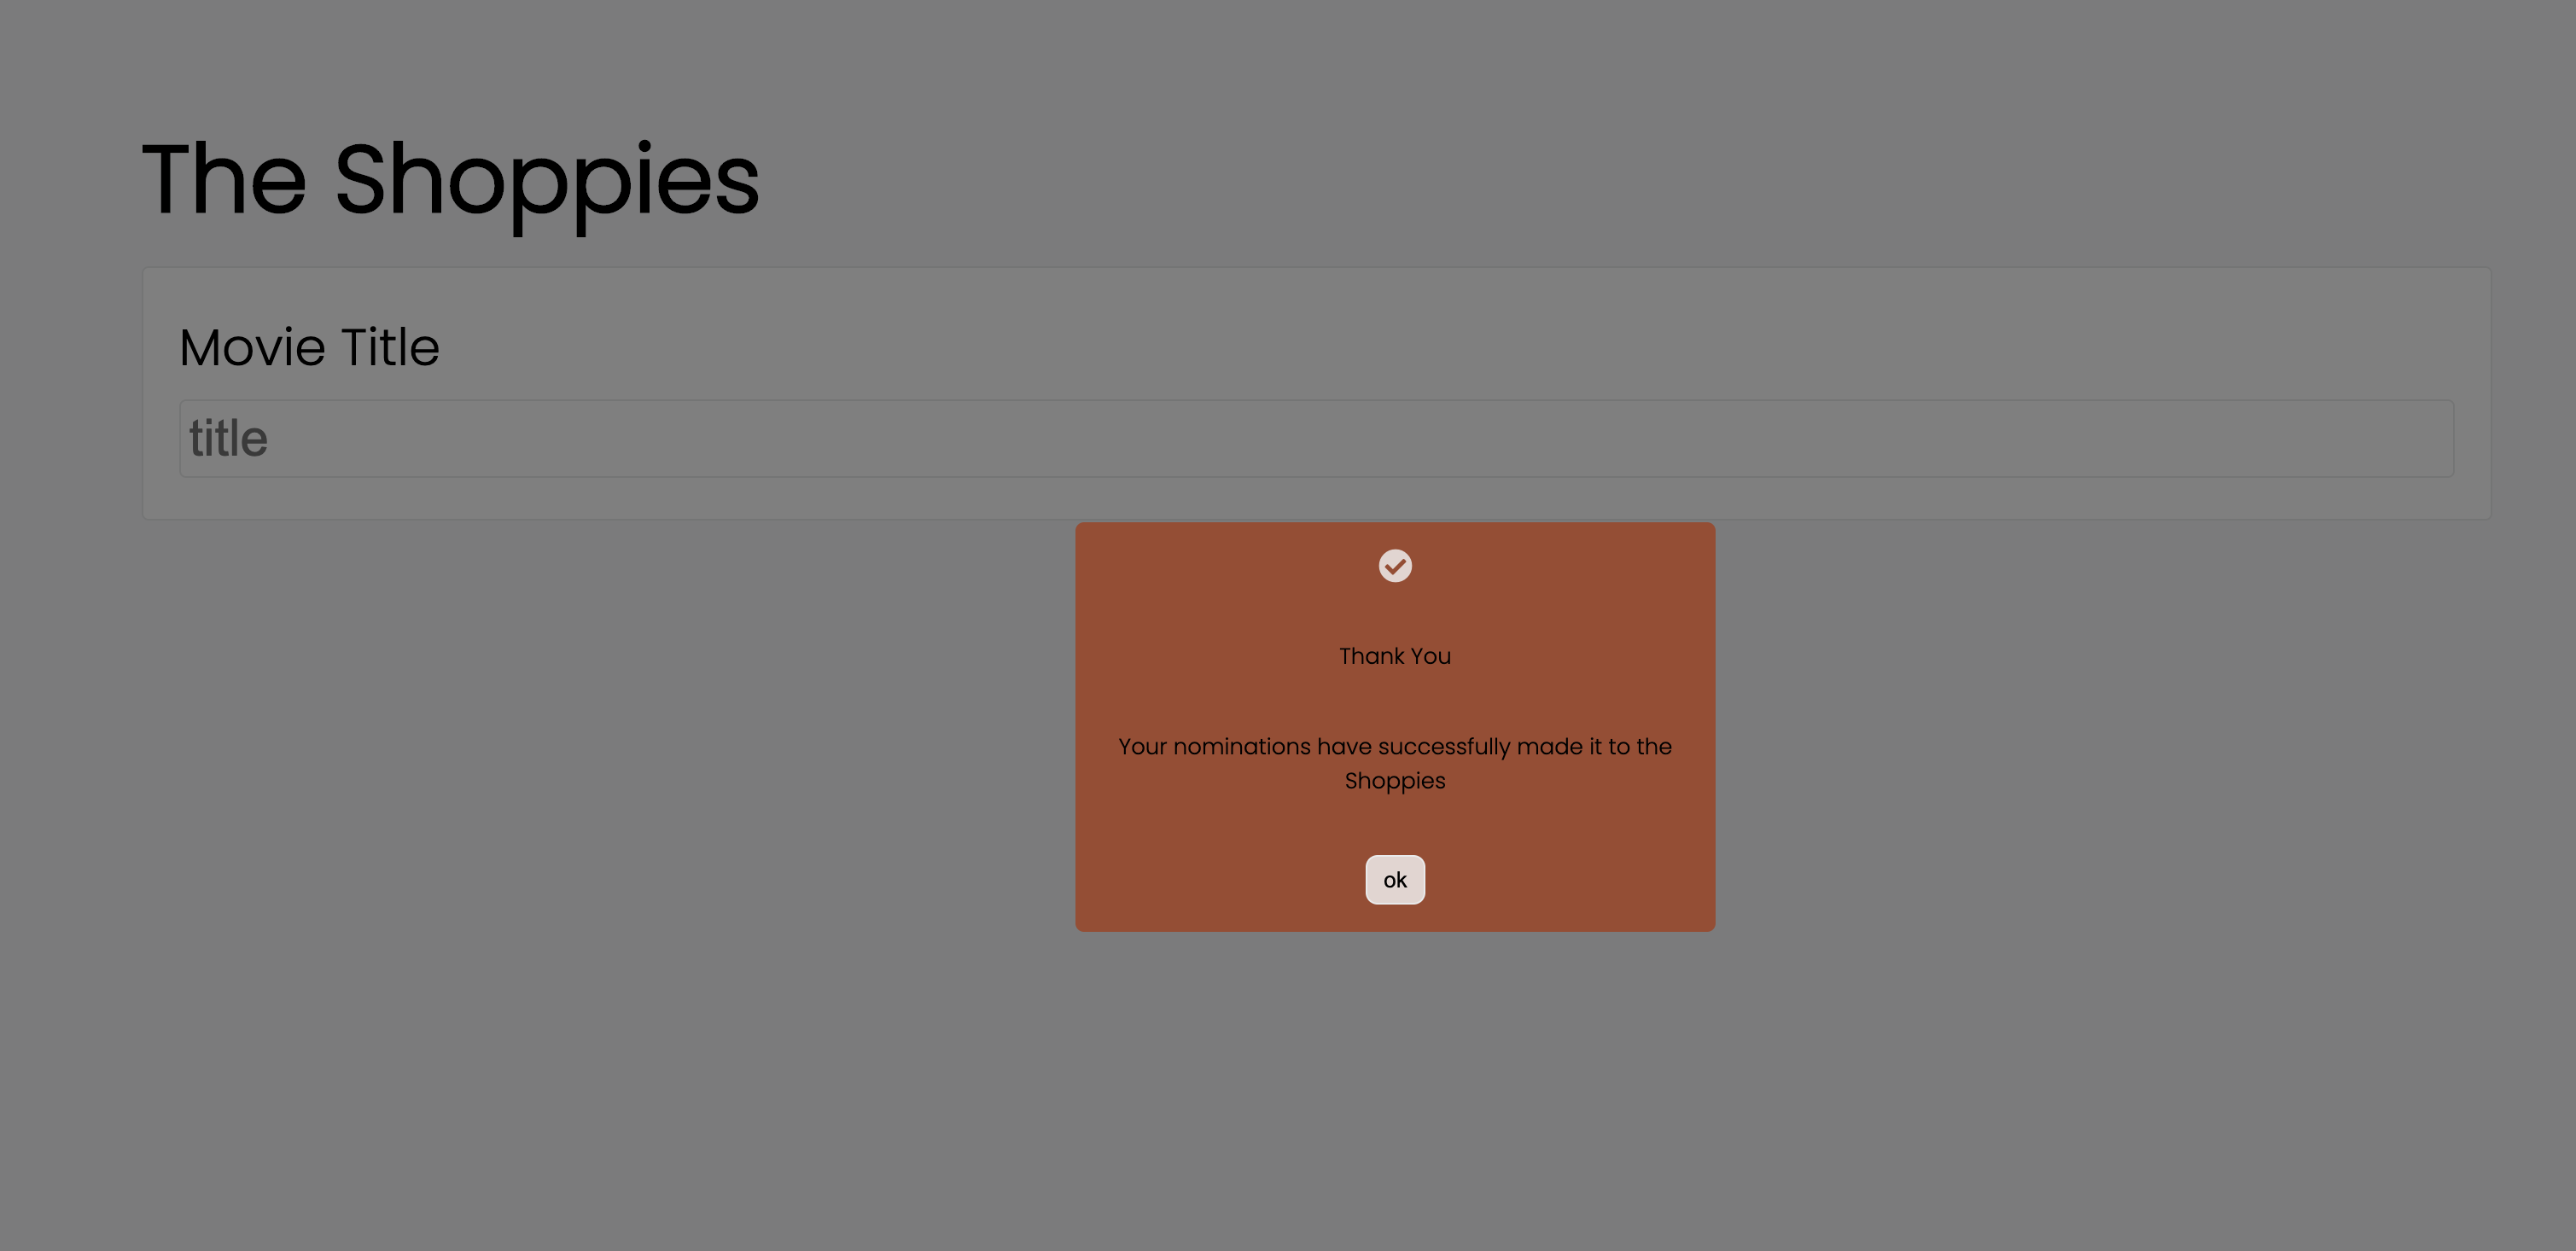 The Shoppies
Movie Title
title
Thank You
Your nominations have successfully made it to the
Shoppies
ok